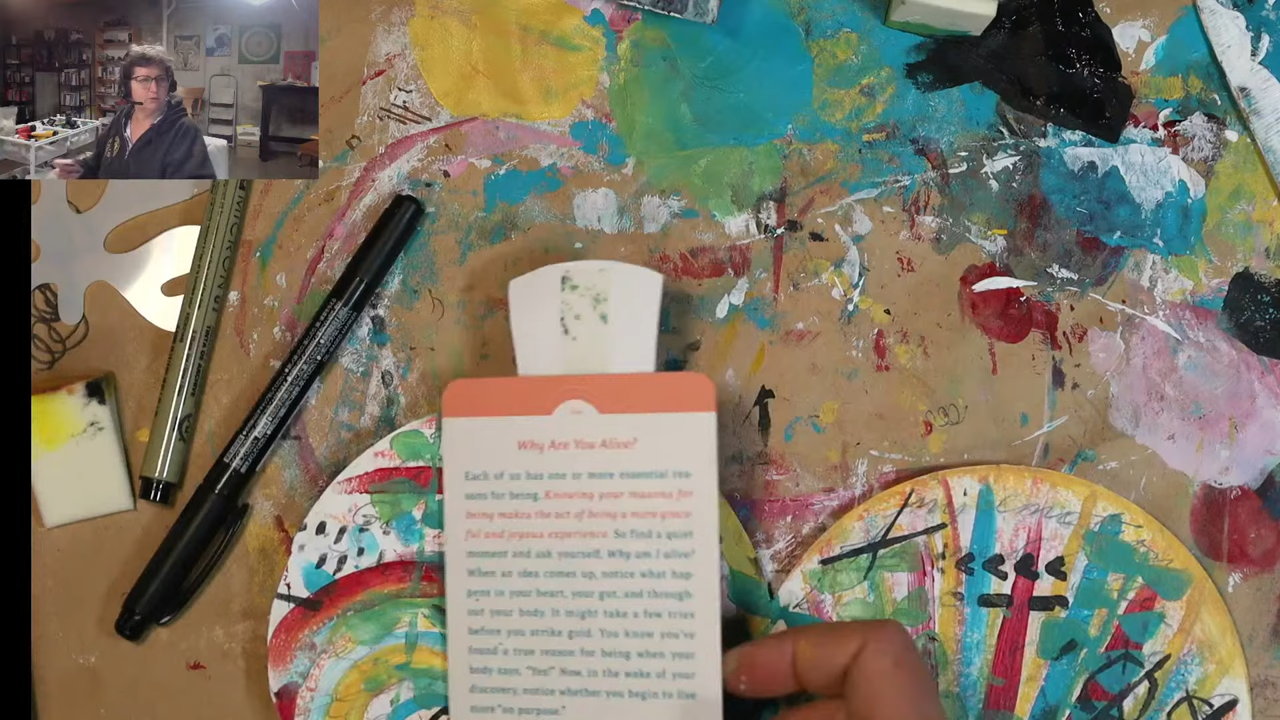 Why Are You Alive?
Each of us has one or more essential rea-
sons for being. Knowing your reasons for
being makes the act of being a more grace-
ful and joyous experience. So find a quiet
moment and ask yourself, Why am I alive?
When an idea comes up, notice what hap-
pens in your heart, your gut, and through-
out your body. It might take a few tries
before you strike gold. You know you've
found a true reason for being when your
body says, "Yes!" Now, in the wake of your
discovery, notice whether you begin to live
more "on purpose."